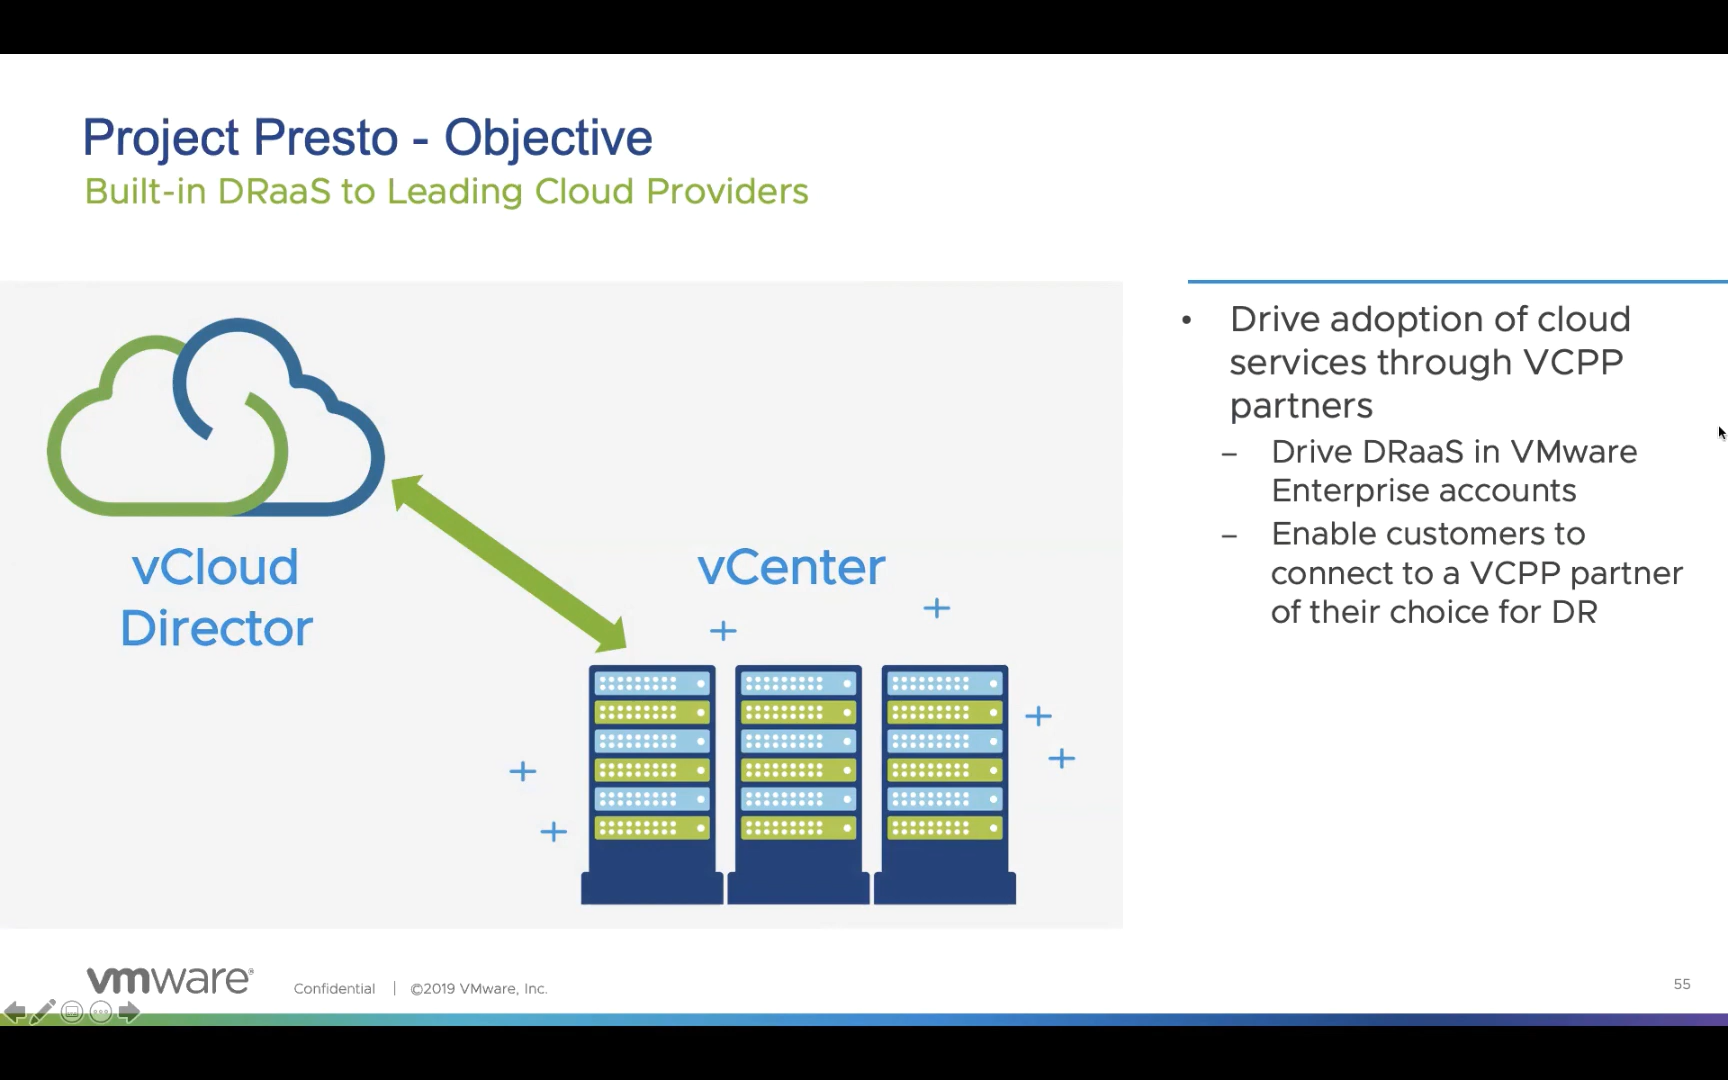 Project Presto - Objective
Built-in DRaaS to Leading Cloud Providers
vCloud
Director
vCenter
• Drive adoption of cloud
services through VCPP
partners
– Drive DRaaS in VMware
Enterprise accounts
– Enable customers to
connect to a VCPP partner
of their choice for DR
vmware®
Confidential | ©2019 VMware, Inc.
55